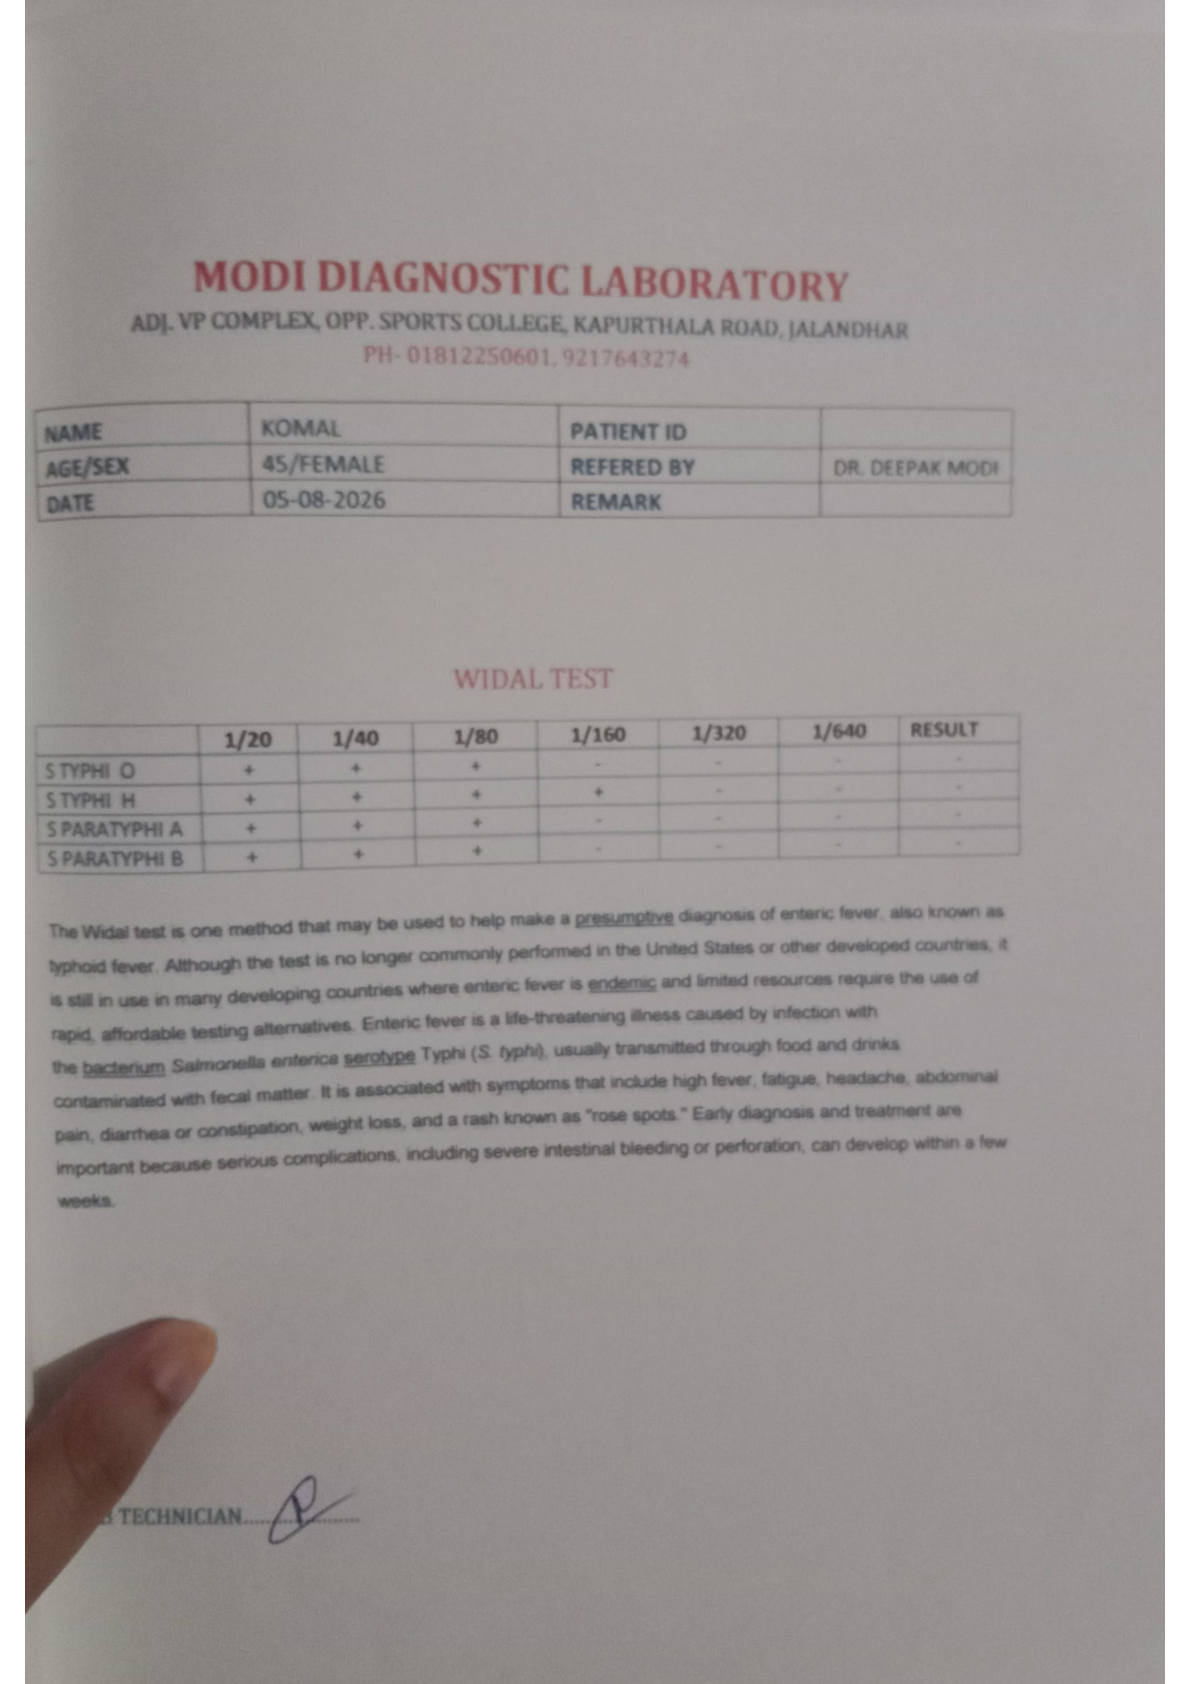 MODI DIAGNOSTIC LABORATORY
ADJ. VP COMPLEX, OPP. SPORTS COLLEGE, KAPURTHALA ROAD, JALANDHAR
PH- 01812250601, 9217643274
NAME KOMAL PATIENT ID
AGE/SEX 45/FEMALE REFERED BY DR. DEEPAK MODI
DATE 05-08-2026 REMARK
WIDAL TEST
1/20 1/40 1/80 1/160 1/320 1/640 RESULT
S TYPHI O + + + - - - -
S TYPHI H + + + + - - -
S PARATYPHI A + + + - - - -
S PARATYPHI B + + + - - - -
The Widal test is one method that may be used to help make a presumptive diagnosis of enteric fever, also known as
typhoid fever. Although the test is no longer commonly performed in the United States or other developed countries, it
is still in use in many developing countries where enteric fever is endemic and limited resources require the use of
rapid, affordable testing alternatives. Enteric fever is a life-threatening illness caused by infection with
the bacterium Salmonella enterica serotype Typhi (S. typhi), usually transmitted through food and drinks
contaminated with fecal matter. It is associated with symptoms that include high fever, fatigue, headache, abdominal
pain, diarrhea or constipation, weight loss, and a rash known as "rose spots." Early diagnosis and treatment are
important because serious complications, including severe intestinal bleeding or perforation, can develop within a few
weeks.
TECHNICIAN....................